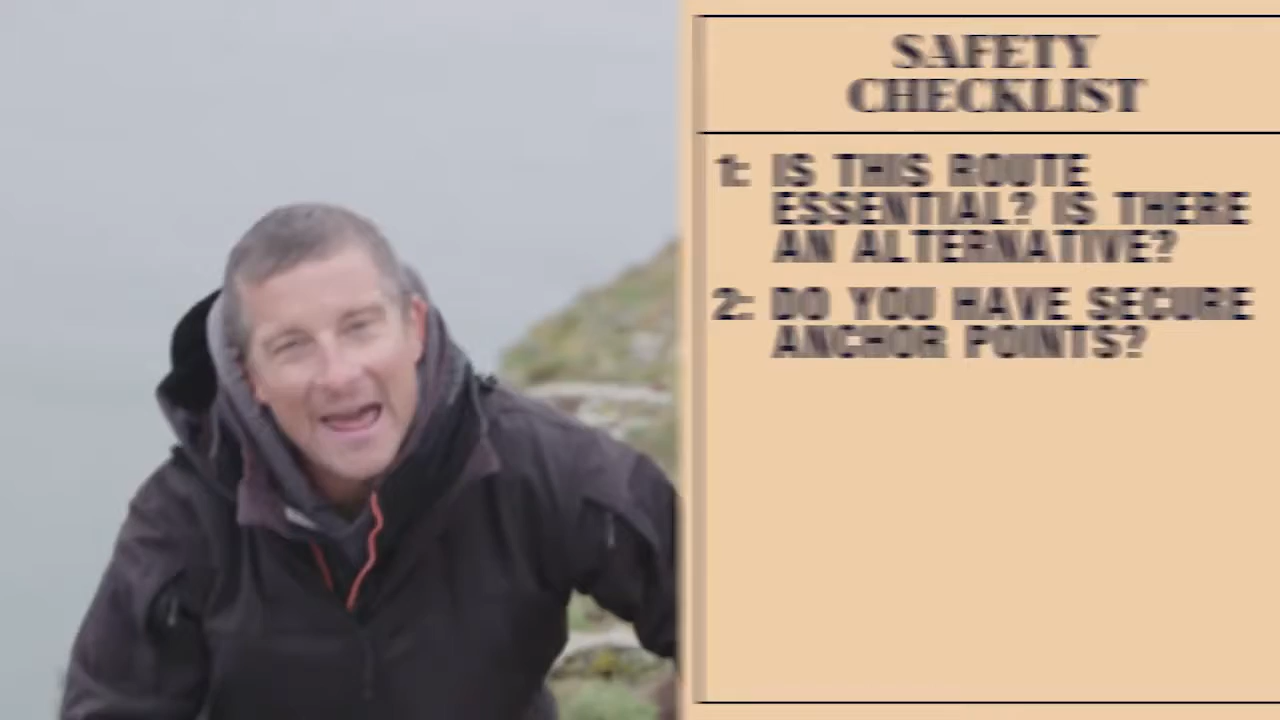 SAFETY
CHECKLIST
1: IS THIS ROUTE
ESSENTIAL? IS THERE
AN ALTERNATIVE?
2: DO YOU HAVE SECURE
ANCHOR POINTS?